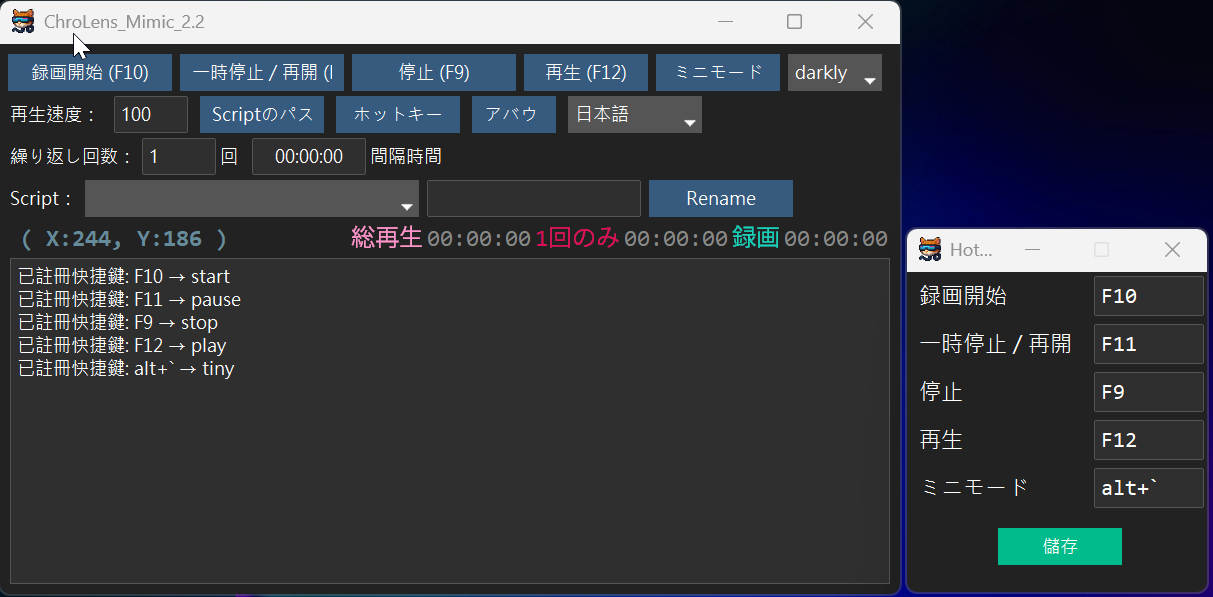 ChroLens_Mimic_2.2
録画開始 (F10) 一時停止 / 再開 ( 停止 (F9) 再生 (F12) ミニモード darkly
再生速度： 100 Scriptのパス ホットキー アバウ 日本語
繰り返し回数： 1 回 00:00:00 間隔時間
Script： Rename
( X:244, Y:186 ) 総再生 00:00:00 1回のみ 00:00:00 録画 00:00:00
已註冊快捷鍵: F10 → start
已註冊快捷鍵: F11 → pause
已註冊快捷鍵: F9 → stop
已註冊快捷鍵: F12 → play
已註冊快捷鍵: alt+` → tiny
Hot...
録画開始 F10
一時停止 / 再開 F11
停止 F9
再生 F12
ミニモード alt+`
儲存